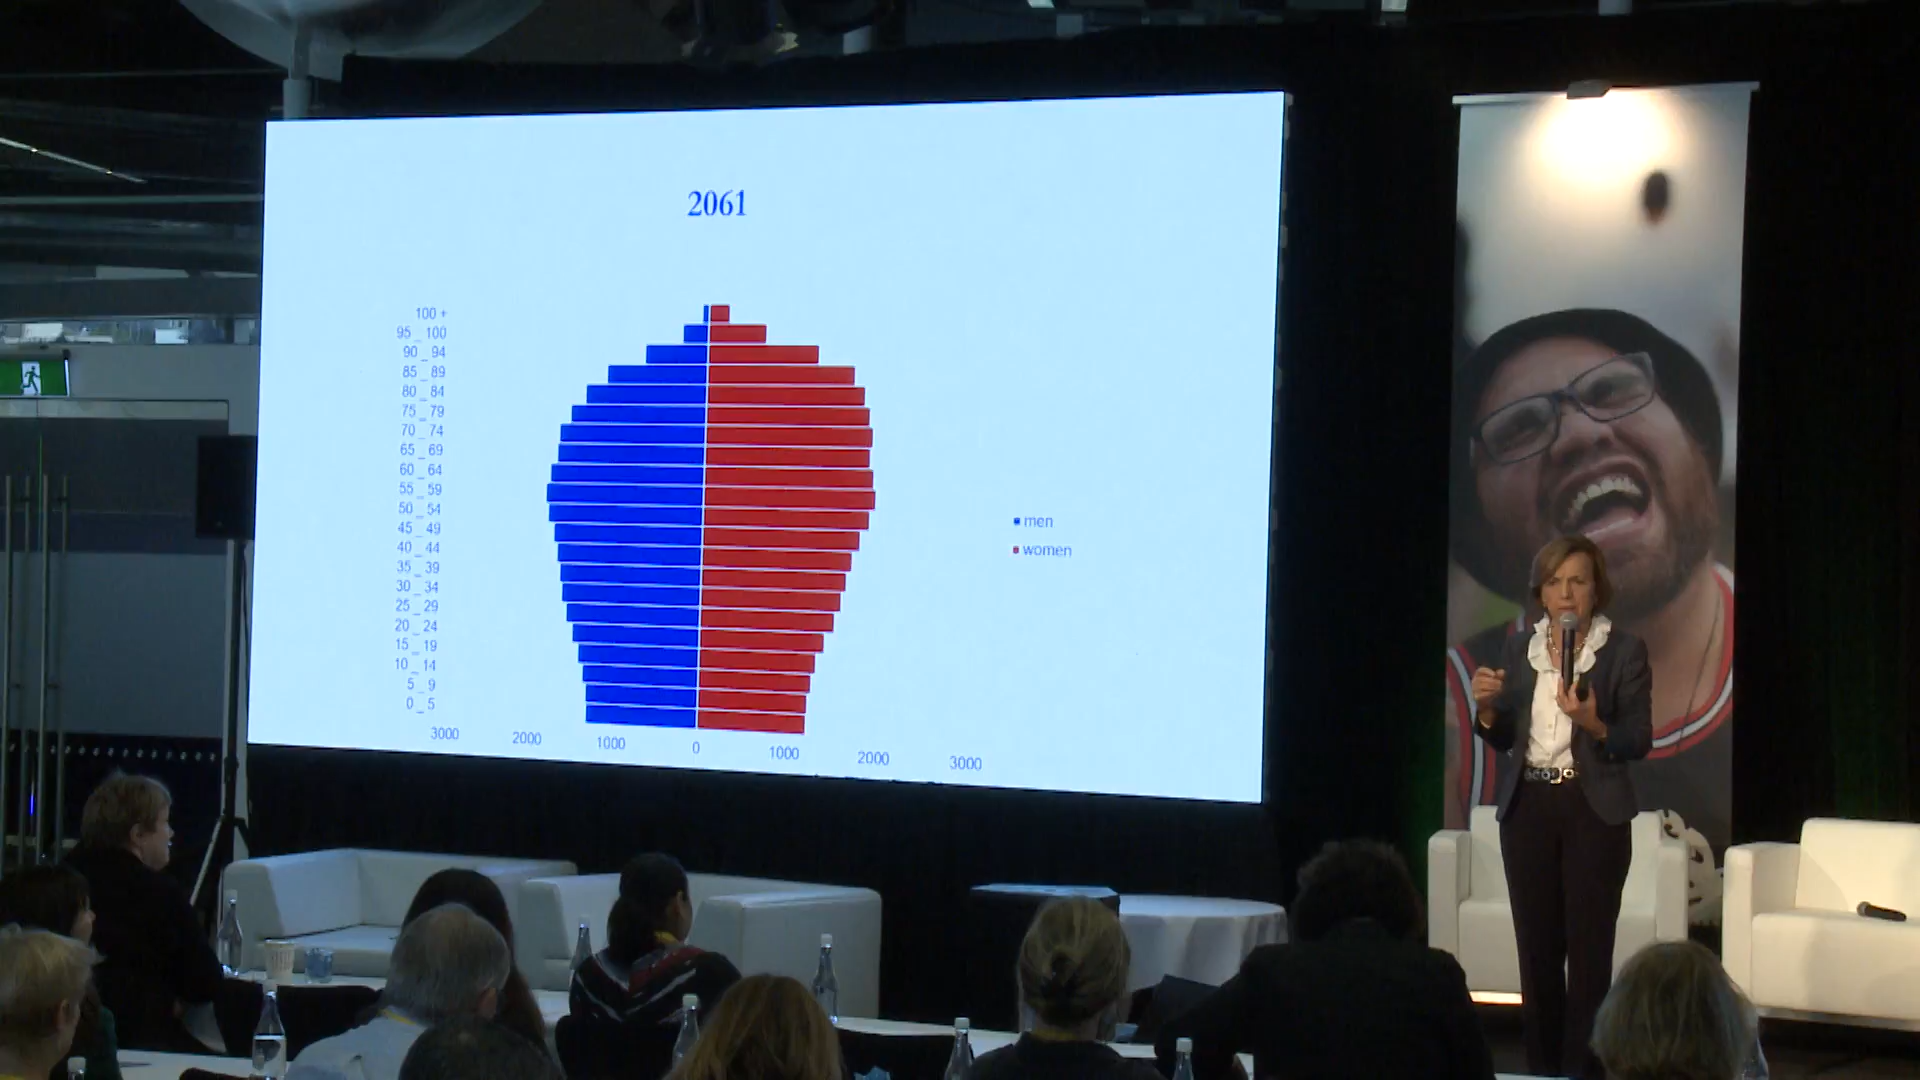 2061
100 +
95 _ 100
90 _ 94
85 _ 89
80 _ 84
75 _ 79
70 _ 74
65 _ 69
60 _ 64
55 _ 59
50 _ 54
45 _ 49
40 _ 44
35 _ 39
30 _ 34
25 _ 29
20 _ 24
15 _ 19
10 _ 14
5 _ 9
0 _ 5
3000 2000 1000 0 1000 2000 3000
men
women